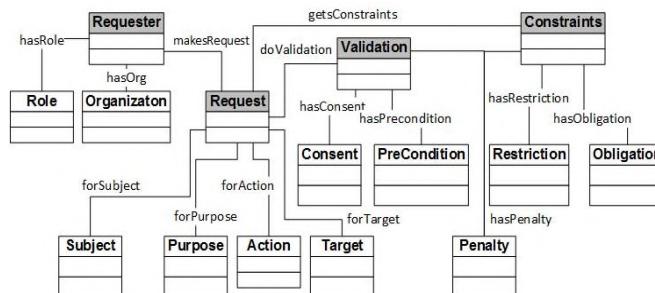 getsConstraints
Requester
Constraints
hasRole
makesRequest
doValidation
Validation
hasOrg
Role
Organizaton
Request
hasConsent
hasRestriction
hasPrecondition
hasObligation
Consent
PreCondition
Restriction
Obligation
forSubject
forAction
forPurpose
forTarget
hasPenalty
Subject
Purpose
Action
Target
Penalty